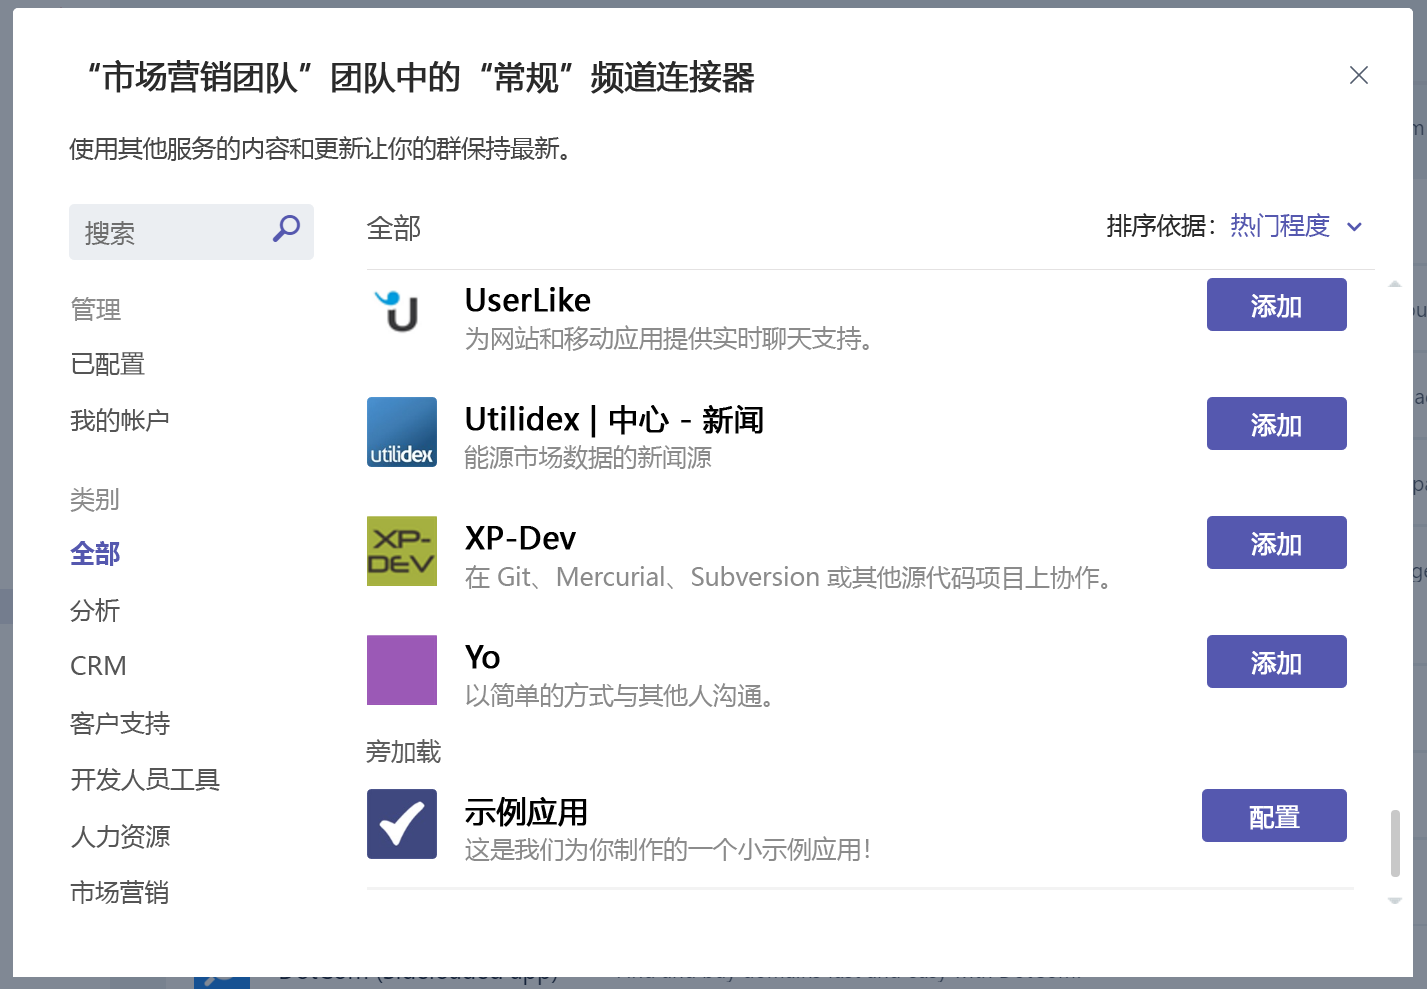 “市场营销团队”团队中的“常规”频道连接器
使用其他服务的内容和更新让你的群保持最新。
搜索
全部
排序依据：热门程度
管理
已配置
我的帐户
类别
全部
分析
CRM
客户支持
开发人员工具
人力资源
市场营销
UserLike
为网站和移动应用提供实时聊天支持。
添加
utilidex
Utilidex | 中心 - 新闻
能源市场数据的新闻源
添加
XP-
DEV
XP-Dev
在 Git、Mercurial、Subversion 或其他源代码项目上协作。
添加
Yo
以简单的方式与其他人沟通。
添加
旁加载
示例应用
这是我们为你制作的一个小示例应用！
配置